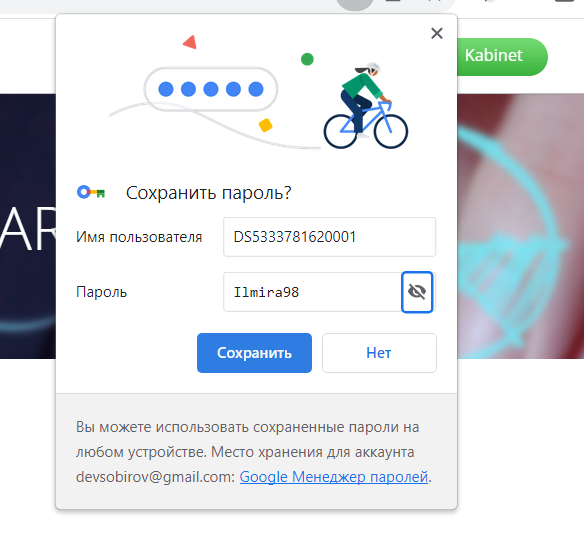 Kabinet
AR
Сохранить пароль?
Имя пользователя DS5333781620001
Пароль Ilmira98
Сохранить Нет
Вы можете использовать сохраненные пароли на
любом устройстве. Место хранения для аккаунта
devsobirov@gmail.com: Google Менеджер паролей.